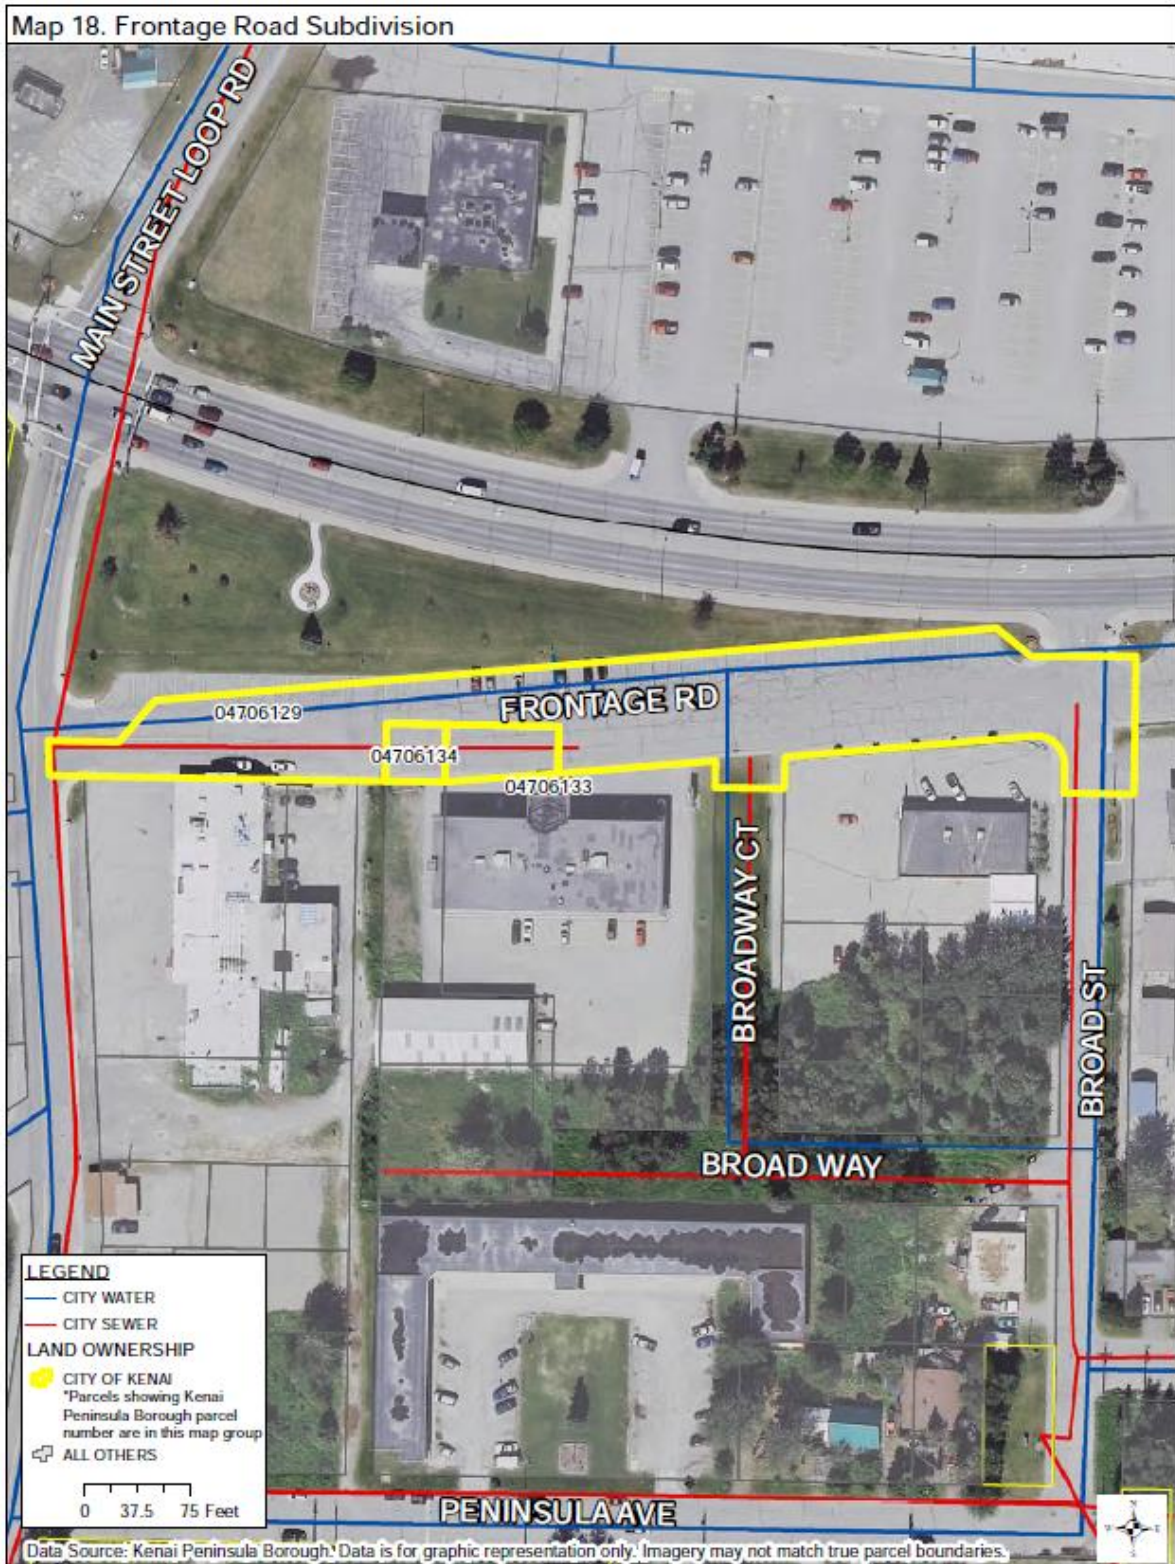 Map 18. Frontage Road Subdivision
MAIN STREET LOOP RD
04706129
FRONTAGE RD
04706134
04706133
BROADWAY CT
BROAD ST
BROAD WAY
LEGEND
CITY WATER
CITY SEWER
LAND OWNERSHIP
CITY OF KENAI
*Parcels showing Kenai
Peninsula Borough parcel
number are in this map group
ALL OTHERS
0 37.5 75 Feet
PENINSULA AVE
N
W E
S
Data Source: Kenai Peninsula Borough. Data is for graphic representation only. Imagery may not match true parcel boundaries.